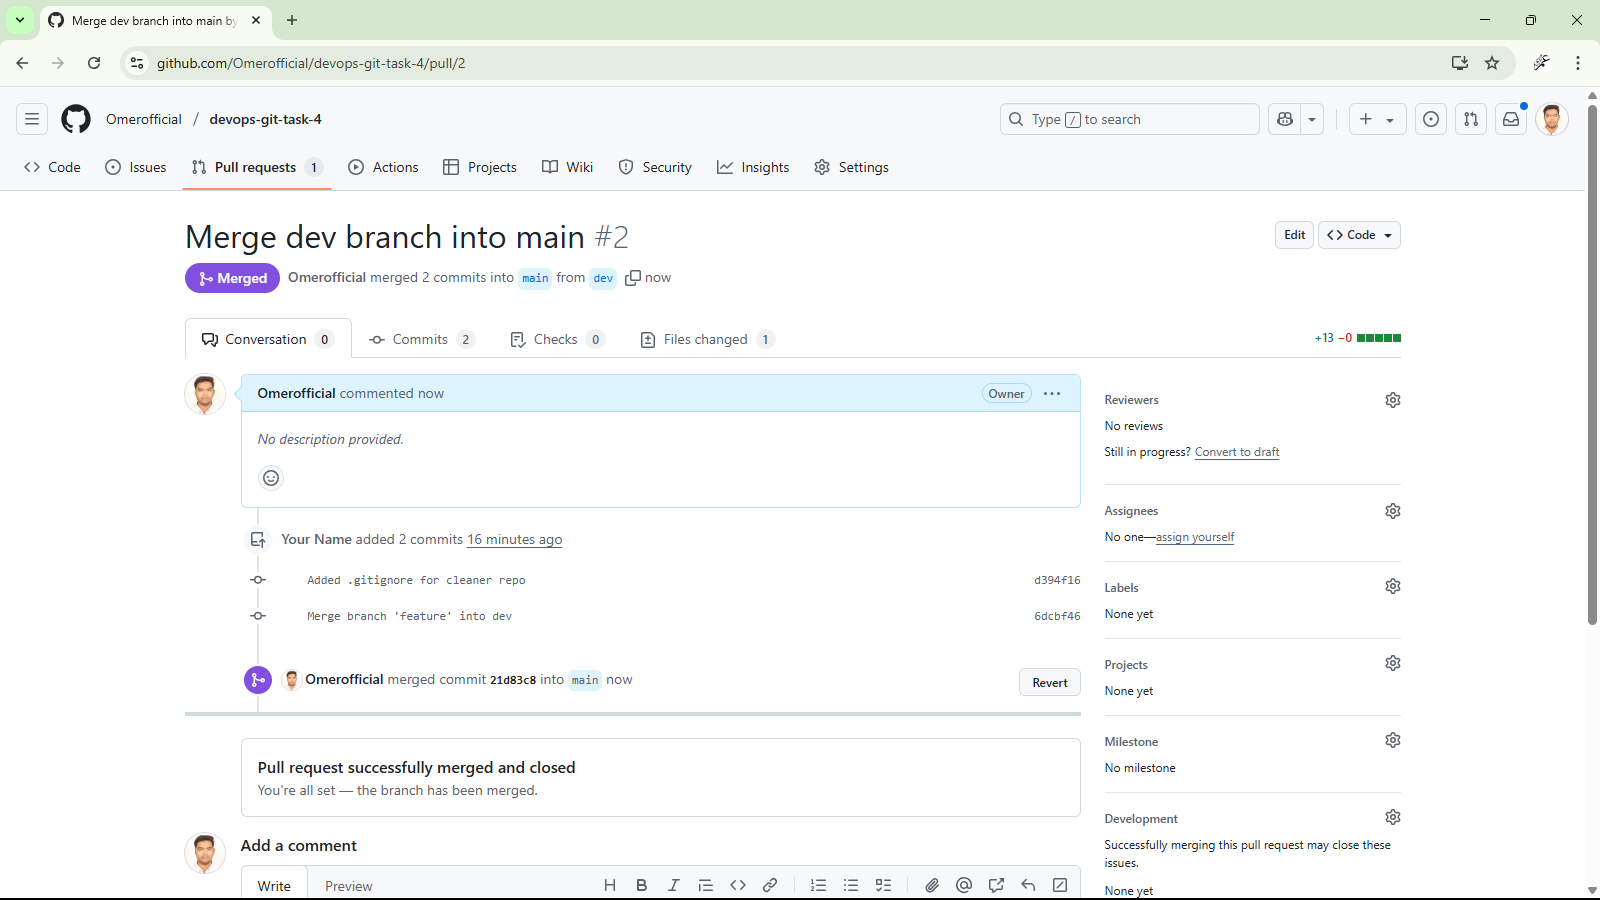 Merge dev branch into main by
github.com/Omerofficial/devops-git-task-4/pull/2
Omerofficial / devops-git-task-4
Type / to search
Code
Issues
Pull requests 1
Actions
Projects
Wiki
Security
Insights
Settings
Merge dev branch into main #2
Edit
Code
Merged
Omerofficial merged 2 commits into main from dev now
Conversation 0
Commits 2
Checks 0
Files changed 1
+13 −0
Omerofficial commented now
Owner
No description provided.
Your Name added 2 commits 16 minutes ago
Added .gitignore for cleaner repo d394f16
Merge branch 'feature' into dev 6dcbf46
Omerofficial merged commit 21d83c8 into main now
Revert
Pull request successfully merged and closed
You're all set — the branch has been merged.
Add a comment
Write
Preview
Reviewers
No reviews
Still in progress? Convert to draft
Assignees
No one—assign yourself
Labels
None yet
Projects
None yet
Milestone
No milestone
Development
Successfully merging this pull request may close these
issues.
None yet